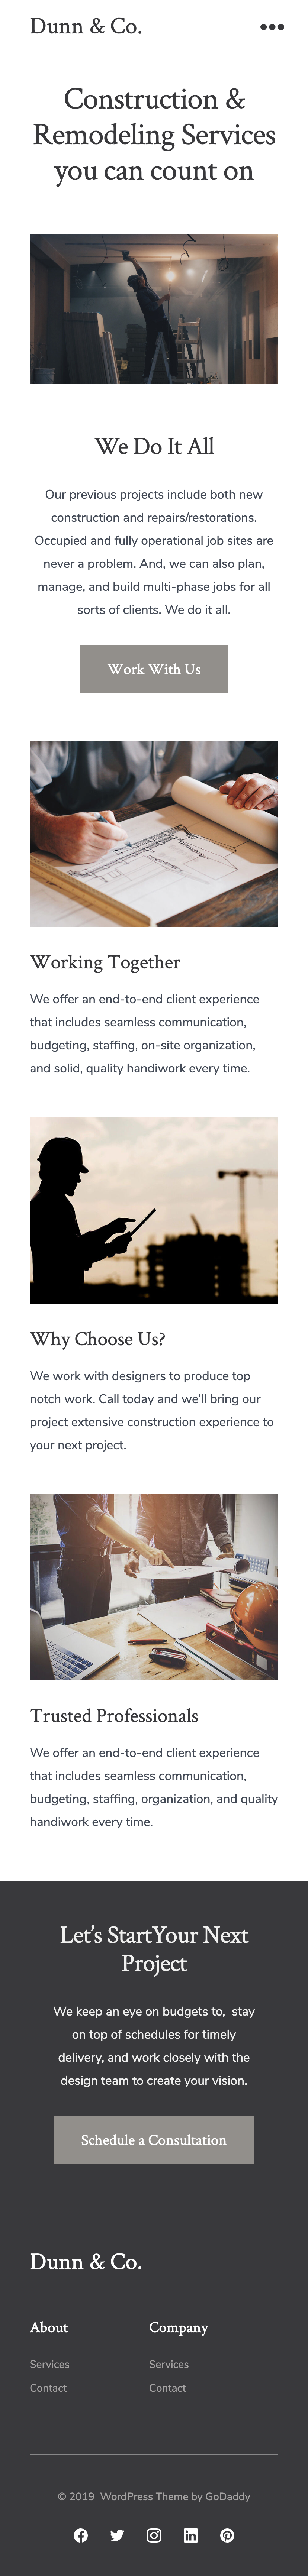 Dunn & Co.
Construction &
Remodeling Services
you can count on
We Do It All
Our previous projects include both new
construction and repairs/restorations.
Occupied and fully operational job sites are
never a problem. And, we can also plan,
manage, and build multi-phase jobs for all
sorts of clients. We do it all.
Work With Us
Working Together
We offer an end-to-end client experience
that includes seamless communication,
budgeting, staffing, on-site organization,
and solid, quality handiwork every time.
Why Choose Us?
We work with designers to produce top
notch work. Call today and we'll bring our
project extensive construction experience to
your next project.
Trusted Professionals
We offer an end-to-end client experience
that includes seamless communication,
budgeting, staffing, organization, and quality
handiwork every time.
Let's StartYour Next
Project
We keep an eye on budgets to,  stay
on top of schedules for timely
delivery, and work closely with the
design team to create your vision.
Schedule a Consultation
Dunn & Co.
About Company
Services Services
Contact Contact
© 2019  WordPress Theme by GoDaddy